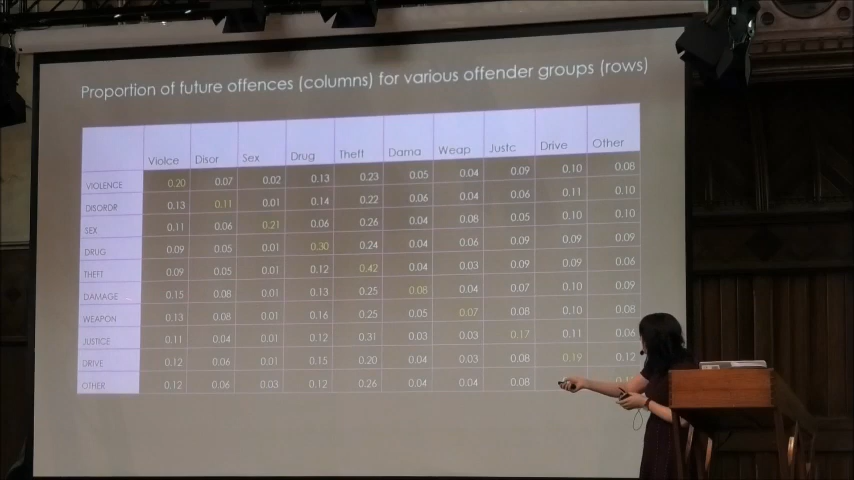 Proportion of future offences (columns) for various offender groups (rows)
Violce Disor Sex Drug Theft Dama Weap Justc Drive Other
VIOLENCE 0.20 0.07 0.02 0.13 0.23 0.05 0.04 0.09 0.10 0.08
DISORDR 0.13 0.11 0.01 0.14 0.22 0.06 0.04 0.06 0.11 0.10
SEX 0.11 0.06 0.21 0.06 0.26 0.04 0.08 0.05 0.10 0.10
DRUG 0.09 0.05 0.01 0.30 0.24 0.04 0.06 0.09 0.09 0.09
THEFT 0.09 0.05 0.01 0.12 0.42 0.04 0.03 0.09 0.09 0.06
DAMAGE 0.15 0.08 0.01 0.13 0.25 0.08 0.04 0.07 0.10 0.09
WEAPON 0.13 0.08 0.01 0.16 0.25 0.05 0.07 0.08 0.10 0.08
JUSTICE 0.11 0.04 0.01 0.12 0.31 0.03 0.03 0.17 0.11 0.06
DRIVE 0.12 0.06 0.01 0.15 0.20 0.04 0.03 0.08 0.19 0.12
OTHER 0.12 0.06 0.03 0.12 0.26 0.04 0.04 0.08